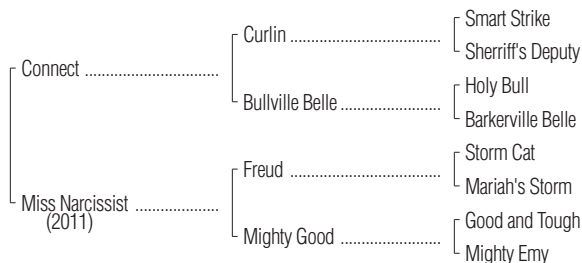 Smart Strike
Curlin ........................................
Sherriff's Deputy
Connect ...................................
Holy Bull
Bullville Belle ...........................
Barkerville Belle
Storm Cat
Freud ........................................
Mariah's Storm
Miss Narcissist ......................
(2011)
Good and Tough
Mighty Good ..........................
Mighty Emy